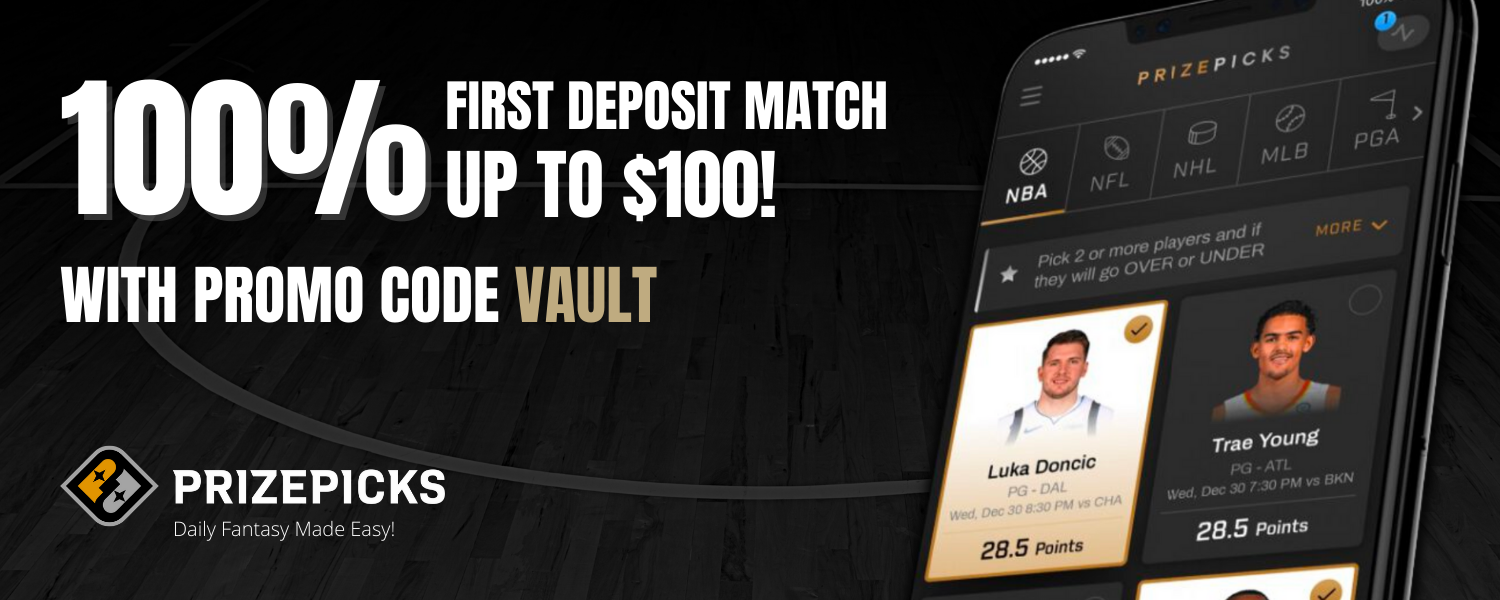 100% FIRST DEPOSIT MATCH
UP TO $100!
WITH PROMO CODE VAULT
PRIZEPICKS
Daily Fantasy Made Easy!
100%
1
PRIZEPICKS
NBA
NFL
NHL
MLB
PGA
Pick 2 or more players and if
they will go OVER or UNDER
MORE
Luka Doncic
PG - DAL
Wed, Dec 30 8:30 PM vs CHA
28.5 Points
Trae Young
PG - ATL
Wed, Dec 30 7:30 PM vs BKN
28.5 Points